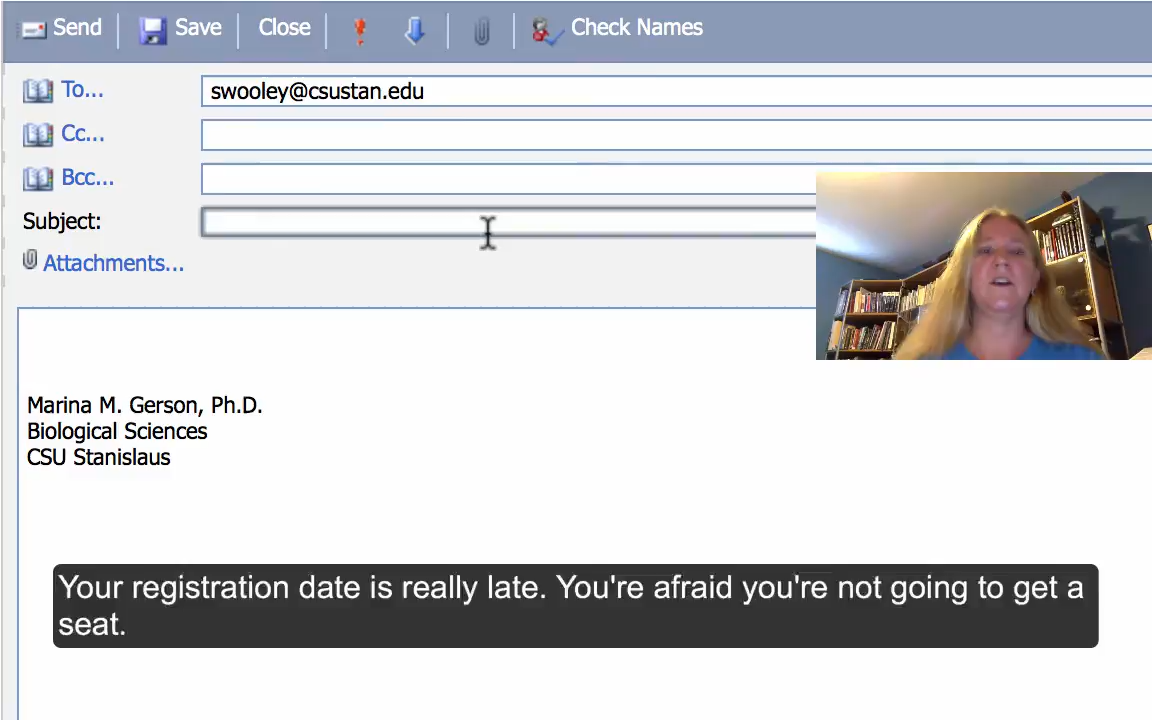 Send Save Close Check Names
To... swooley@csustan.edu
Cc...
Bcc...
Subject:
Attachments...
Marina M. Gerson, Ph.D.
Biological Sciences
CSU Stanislaus
Your registration date is really late. You're afraid you're not going to get a
seat.